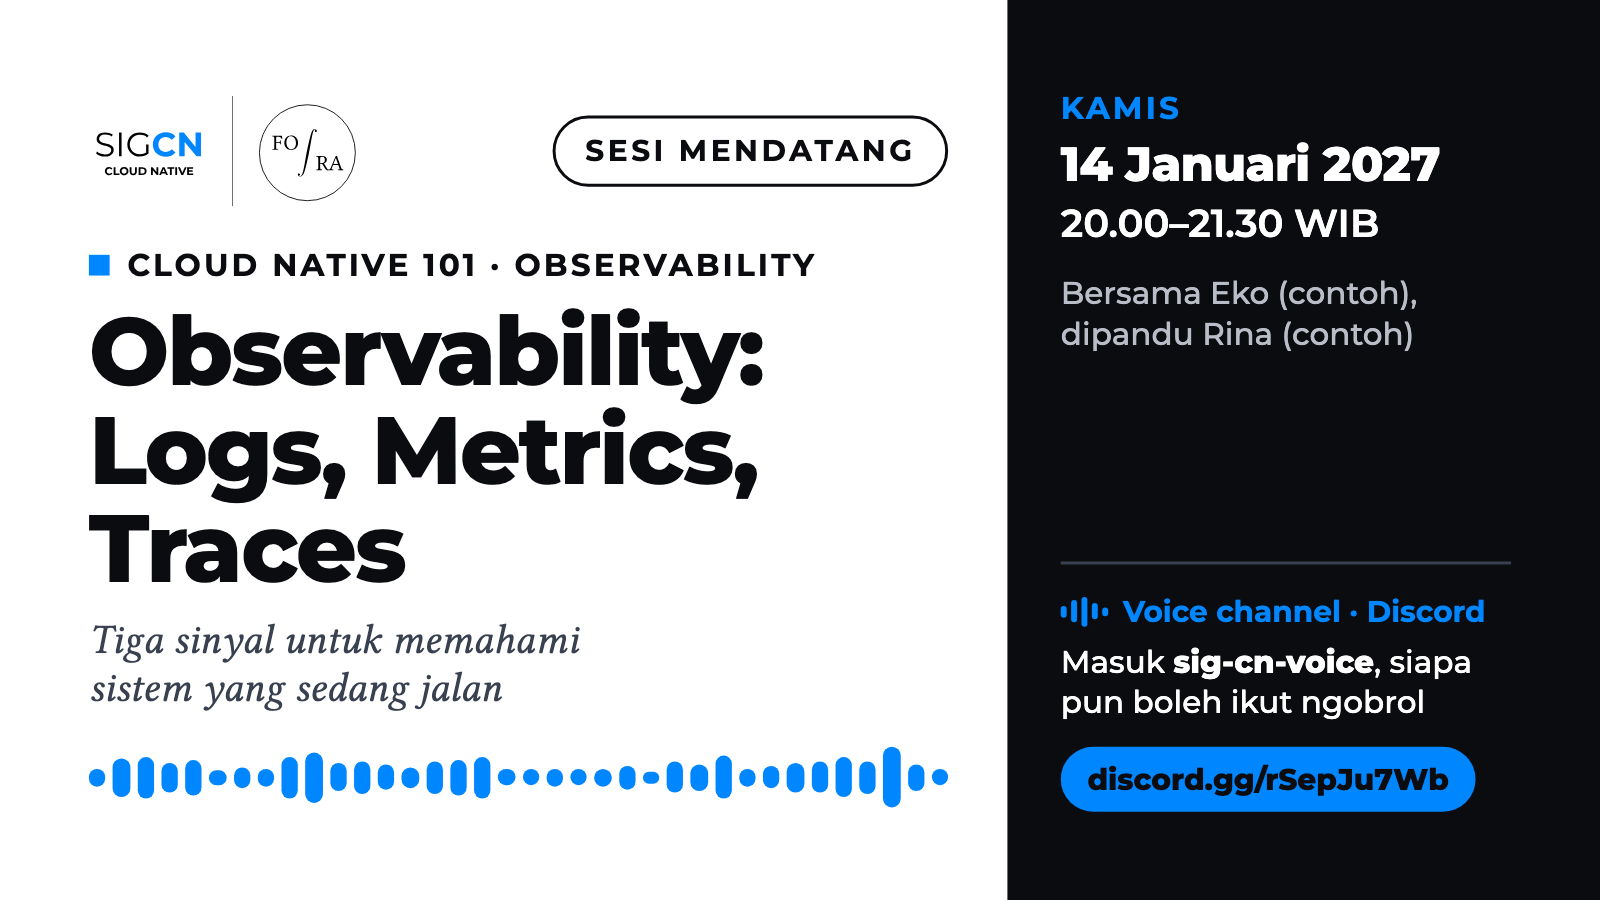 SIGCN
CLOUD NATIVE
FO
RA
SESI MENDATANG
CLOUD NATIVE 101 · OBSERVABILITY
Observability:
Logs, Metrics,
Traces
Tiga sinyal untuk memahami
sistem yang sedang jalan
KAMIS
14 Januari 2027
20.00–21.30 WIB
Bersama Eko (contoh),
dipandu Rina (contoh)
Voice channel · Discord
Masuk sig-cn-voice, siapa
pun boleh ikut ngobrol
discord.gg/rSepJu7Wb